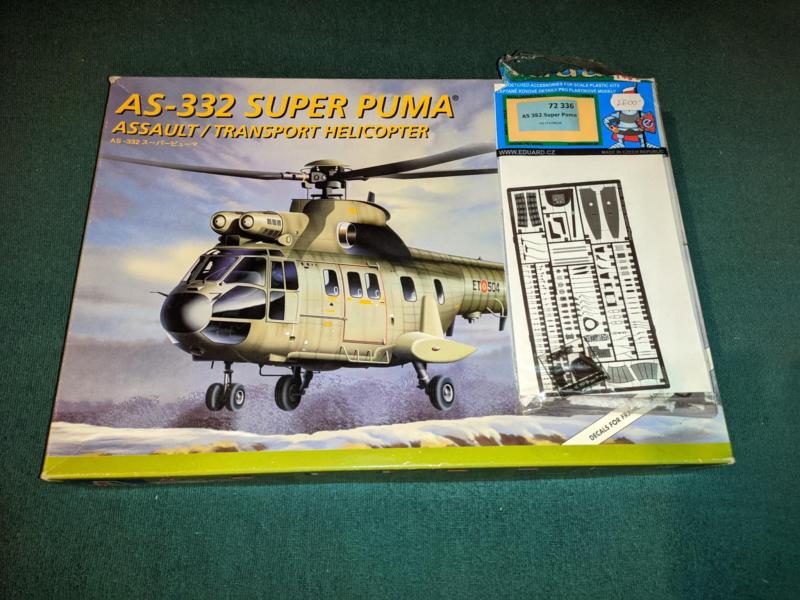 AS-332 SUPER PUMA®
ASSAULT / TRANSPORT HELICOPTER
AS-332 スーパーピューマ
ET 504
DECALS FOR
72 336
AS 332 Super Puma
WWW.EDUARD.CZ
MADE IN CZECH REPUBLIC